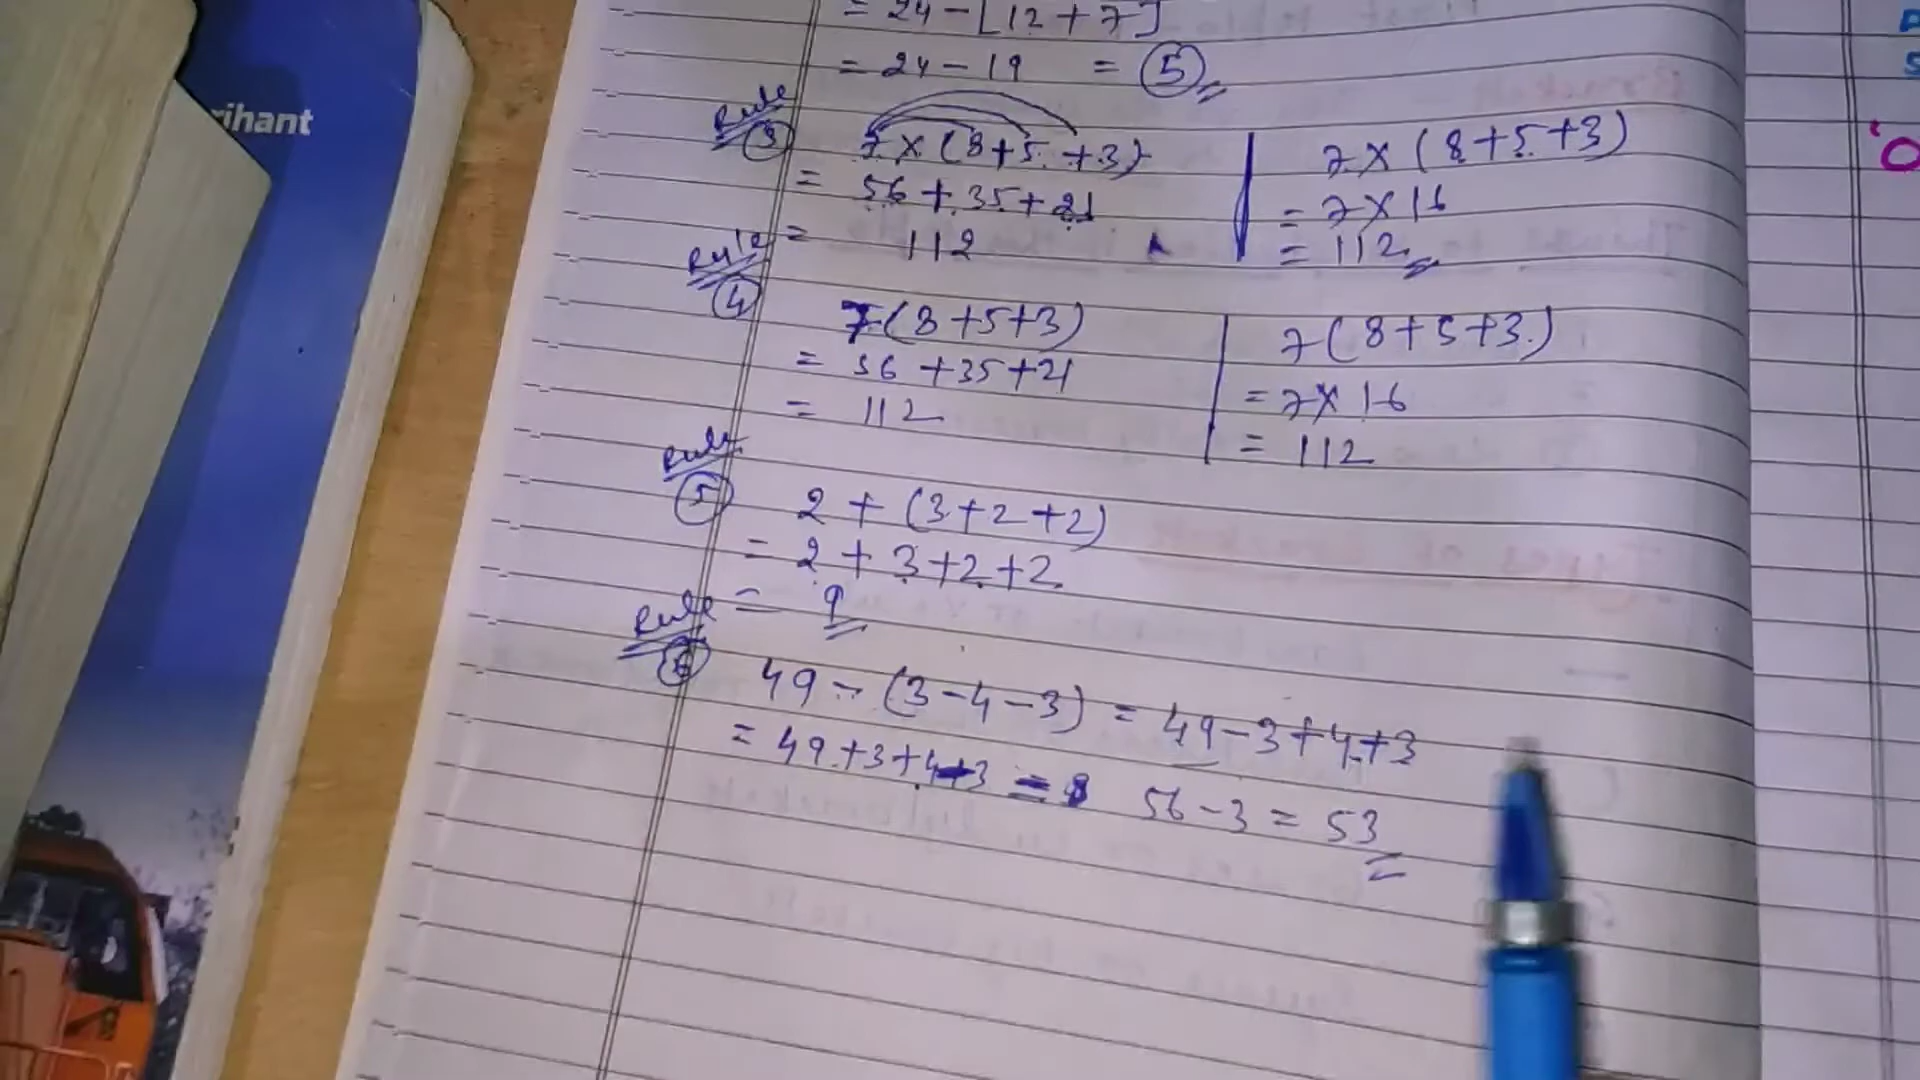 = 24 - [12 + 7]
= 24 - 19 = 5
Rule
3 7 x (8+5+3)
= 56 + 35 + 21
= 112
7 x (8+5+3)
= 7 x 16
= 112
Rule
4 7(8+5+3)
= 56 + 35 + 21
= 112
7(8+5+3)
= 7 x 16
= 112
Rule
5 2 + (3+2+2)
= 2 + 3 + 2 + 2
= 9
Rule
6 49 - (3-4-3) = 49 - 3 + 4 + 3
= 49 + 3 + 4 + 3 = 56 - 3 = 53
rihant